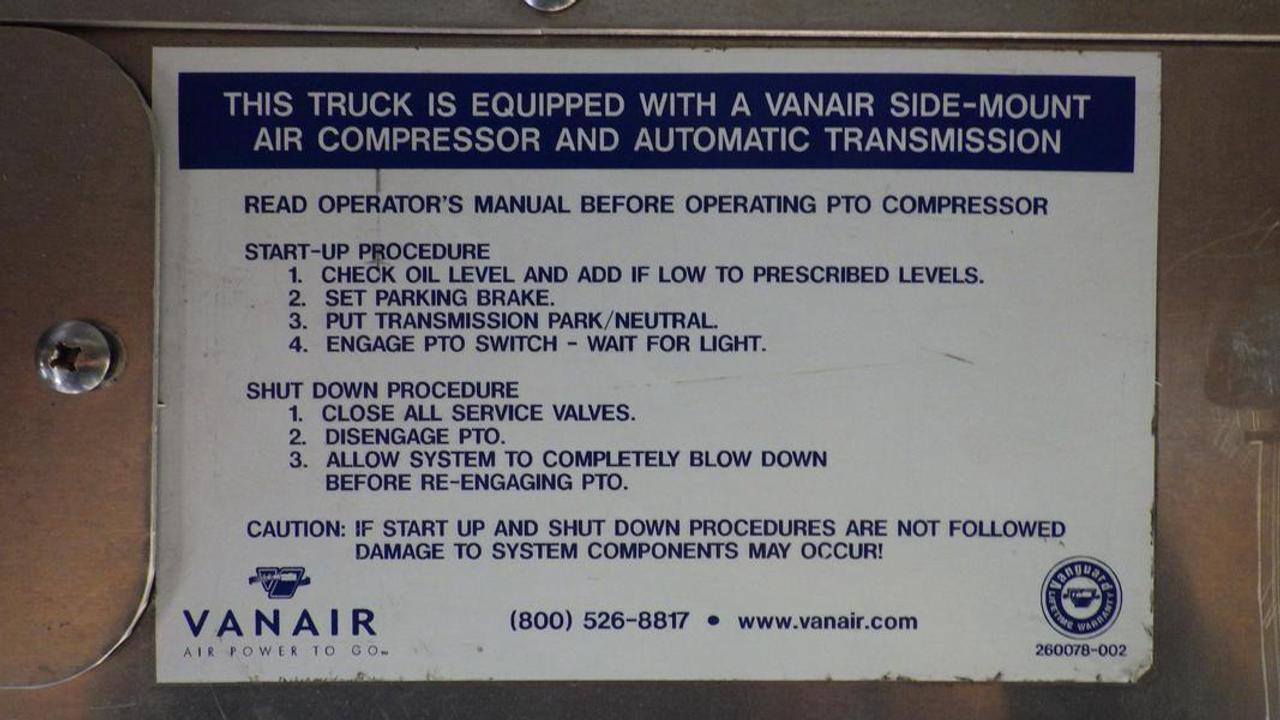 THIS TRUCK IS EQUIPPED WITH A VANAIR SIDE-MOUNT
AIR COMPRESSOR AND AUTOMATIC TRANSMISSION
READ OPERATOR'S MANUAL BEFORE OPERATING PTO COMPRESSOR
START-UP PROCEDURE
1. CHECK OIL LEVEL AND ADD IF LOW TO PRESCRIBED LEVELS.
2. SET PARKING BRAKE.
3. PUT TRANSMISSION PARK/NEUTRAL.
4. ENGAGE PTO SWITCH - WAIT FOR LIGHT.
SHUT DOWN PROCEDURE
1. CLOSE ALL SERVICE VALVES.
2. DISENGAGE PTO.
3. ALLOW SYSTEM TO COMPLETELY BLOW DOWN
BEFORE RE-ENGAGING PTO.
CAUTION: IF START UP AND SHUT DOWN PROCEDURES ARE NOT FOLLOWED
DAMAGE TO SYSTEM COMPONENTS MAY OCCUR!
VANAIR
AIR POWER TO GO
(800) 526-8817 • www.vanair.com
Vanguard
LIFETIME WARRANTY
260078-002